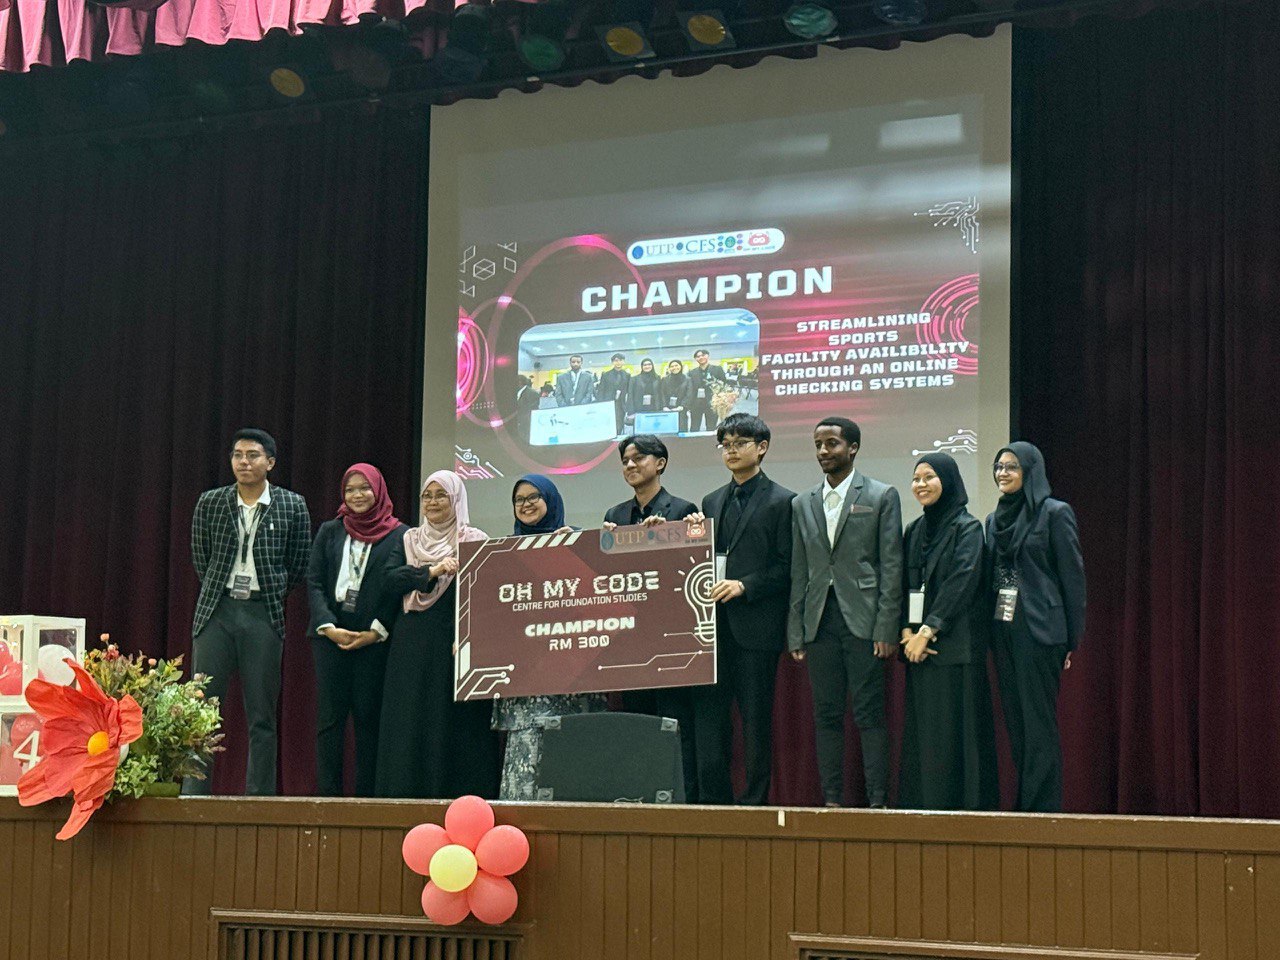 UTP CFS
CHAMPION
STREAMLINING
SPORTS
FACILITY AVAILIBILITY
THROUGH AN ONLINE
CHECKING SYSTEMS
UTP CFS
OH MY CODE
CENTRE FOR FOUNDATION STUDIES
CHAMPION
RM 300
4